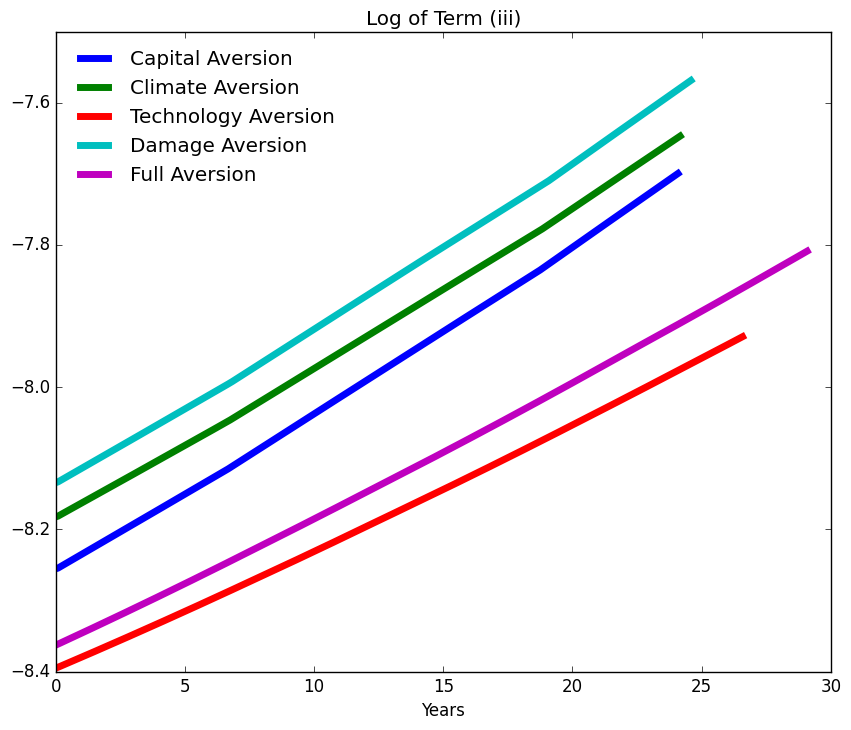 Log of Term (iii)
Capital Aversion
Climate Aversion
Technology Aversion
Damage Aversion
Full Aversion
−7.6
−7.8
−8.0
−8.2
−8.4
0 5 10 15 20 25 30
Years